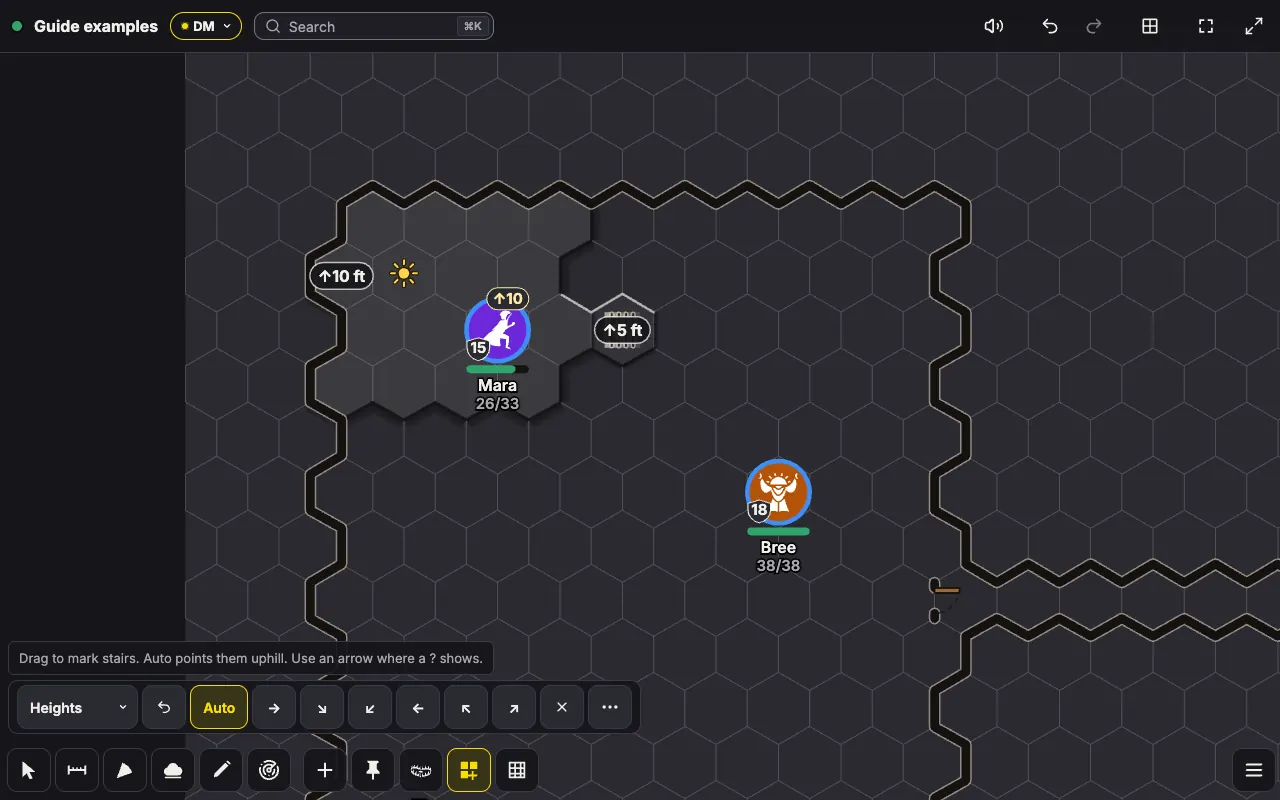 Guide examples
DM
Search
⌘K
↑10 ft
↑10
↑5 ft
15
Mara
26/33
18
Bree
38/38
Drag to mark stairs. Auto points them uphill. Use an arrow where a ? shows.
Heights
Auto